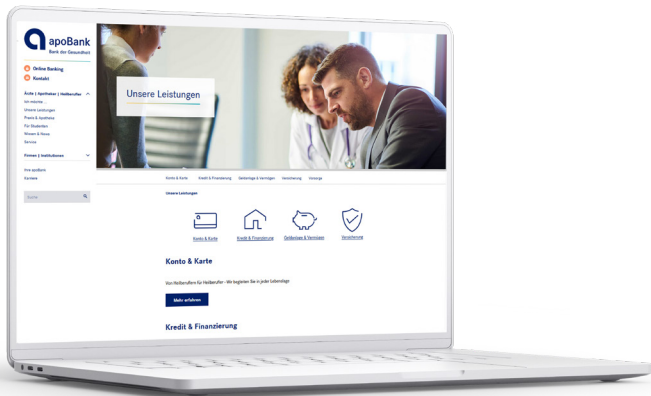 apoBank
Bank der Gesundheit
Online Banking
Kontakt
Ärzte | Apotheker | Heilberufler
Ich möchte ...
Unsere Leistungen
Praxis & Apotheke
Für Studenten
Wissen & News
Service
Firmen | Institutionen
Ihre apoBank
Karriere
Suche
Unsere Leistungen
Konto & Karte Kredit & Finanzierung Geldanlage & Vermögen Versicherung Vorsorge
Unsere Leistungen
Konto & Karte Kredit & Finanzierung Geldanlage & Vermögen Versicherung
Konto & Karte
Von Heilberuflern für Heilberufler - Wir begleiten Sie in jeder Lebenslage
Mehr erfahren
Kredit & Finanzierung